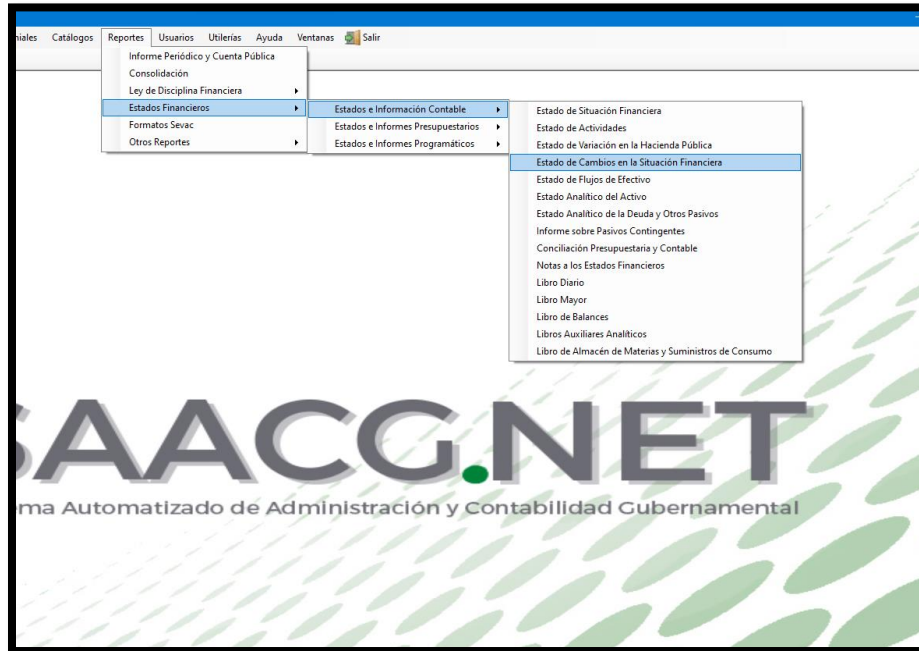 niales Catálogos Reportes Usuarios Utilerías Ayuda Ventanas Salir
Informe Periódico y Cuenta Pública
Consolidación
Ley de Disciplina Financiera
Estados Financieros
Formatos Sevac
Otros Reportes
Estados e Información Contable
Estados e Informes Presupuestarios
Estados e Informes Programáticos
Estado de Situación Financiera
Estado de Actividades
Estado de Variación en la Hacienda Pública
Estado de Cambios en la Situación Financiera
Estado de Flujos de Efectivo
Estado Analítico del Activo
Estado Analítico de la Deuda y Otros Pasivos
Informe sobre Pasivos Contingentes
Conciliación Presupuestaria y Contable
Notas a los Estados Financieros
Libro Diario
Libro Mayor
Libro de Balances
Libros Auxiliares Analíticos
Libro de Almacén de Materias y Suministros de Consumo
SAACG.NET
ema Automatizado de Administración y Contabilidad Gubernamental